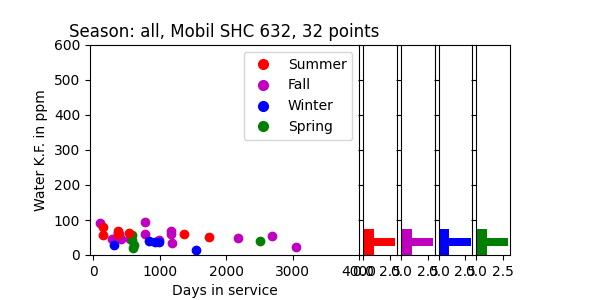 Season: all, Mobil SHC 632, 32 points
Water K.F. in ppm
600
500
400
300
200
100
0
Summer
Fall
Winter
Spring
0 1000 2000 3000 4000 0.0 2.5 0.0 2.5 0.0 2.5 0.0 2.5
Days in service